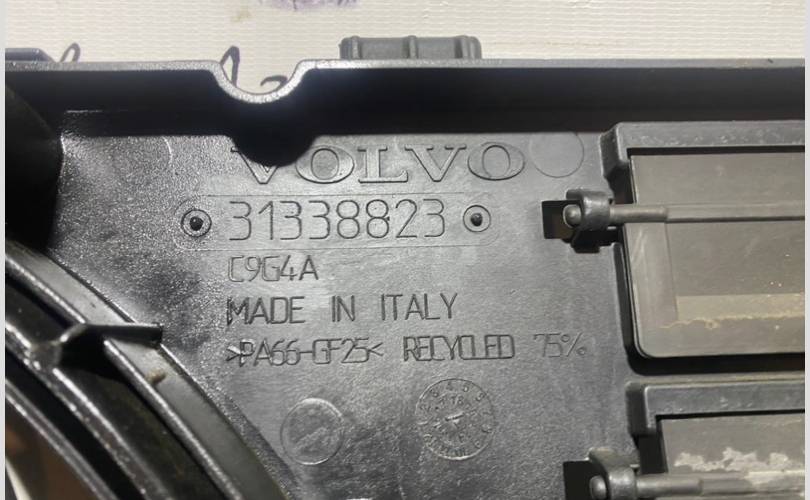 VOLVO
31338823
C9G4A
MADE IN ITALY
>PA66-GF25< RECYCLED 75%